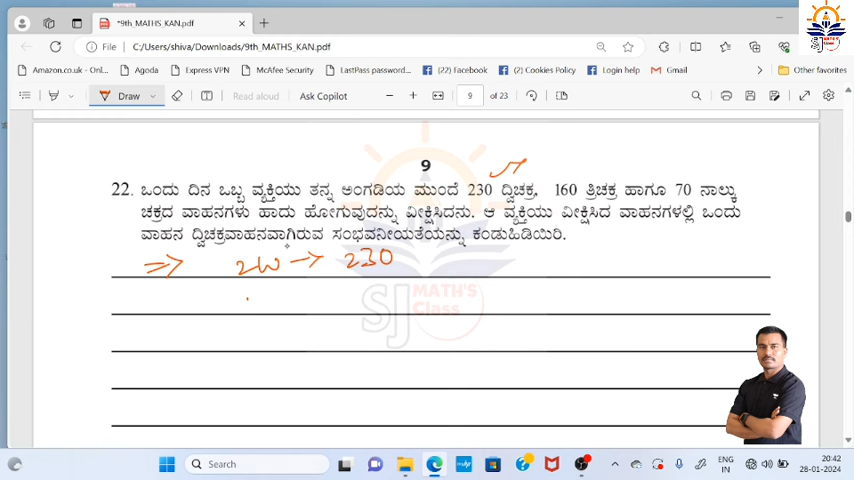 *9th_MATHS_KAN.pdf
File
C:/Users/shiva/Downloads/9th_MATHS_KAN.pdf
Amazon.co.uk - Onl...
Agoda
Express VPN
McAfee Security
LastPass password...
(22) Facebook
(2) Cookies Policy
Login help
Gmail
Other favorites
Draw
Read aloud
Ask Copilot
9 of 23
9
22. ಒಂದು ದಿನ ಒಬ್ಬ ವ್ಯಕ್ತಿಯು ತನ್ನ ಅಂಗಡಿಯ ಮುಂದೆ 230 ದ್ವಿಚಕ್ರ, 160 ತ್ರಿಚಕ್ರ ಹಾಗೂ 70 ನಾಲ್ಕು
ಚಕ್ರದ ವಾಹನಗಳು ಹಾದು ಹೋಗುವುದನ್ನು ವೀಕ್ಷಿಸಿದನು. ಆ ವ್ಯಕ್ತಿಯು ವೀಕ್ಷಿಸಿದ ವಾಹನಗಳಲ್ಲಿ ಒಂದು
ವಾಹನ ದ್ವಿಚಕ್ರವಾಹನವಾಗಿರುವ ಸಂಭವನೀಯತೆಯನ್ನು ಕಂಡುಹಿಡಿಯಿರಿ.
⇒ 2W → 230
SJ MATH'S
Class
Search
ENG
IN
20:42
28-01-2024